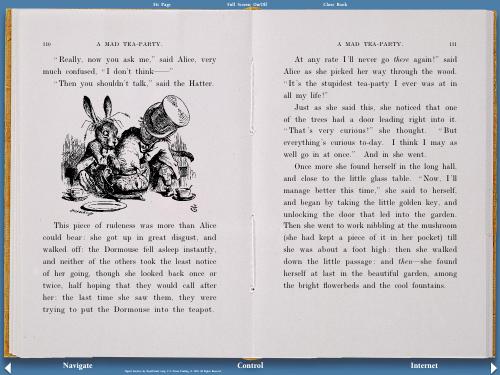 Fit Page
Full Screen On/Off
Close Book
110
A MAD TEA-PARTY.
"Really, now you ask me," said Alice, very
much confused, "I don't think——"
"Then you shouldn't talk," said the Hatter.
This piece of rudeness was more than Alice
could bear: she got up in great disgust, and
walked off: the Dormouse fell asleep instantly,
and neither of the others took the least notice
of her going, though she looked back once or
twice, half hoping that they would call after
her: the last time she saw them, they were
trying to put the Dormouse into the teapot.
A MAD TEA-PARTY.
111
At any rate I'll never go there again!" said
Alice as she picked her way through the wood.
"It's the stupidest tea-party I ever was at in
all my life!"
Just as she said this, she noticed that one
of the trees had a door leading right into it.
"That's very curious!" she thought. "But
everything's curious to-day. I think I may as
well go in at once." And in she went.
Once more she found herself in the long hall,
and close to the little glass table. "Now, I'll
manage better this time," she said to herself,
and began by taking the little golden key, and
unlocking the door that led into the garden.
Then she went to work nibbling at the mushroom
(she had kept a piece of it in her pocket) till
she was about a foot high: then she walked
down the little passage: and then—she found
herself at last in the beautiful garden, among
the bright flowerbeds and the cool fountains.
Navigate
Control
Internet